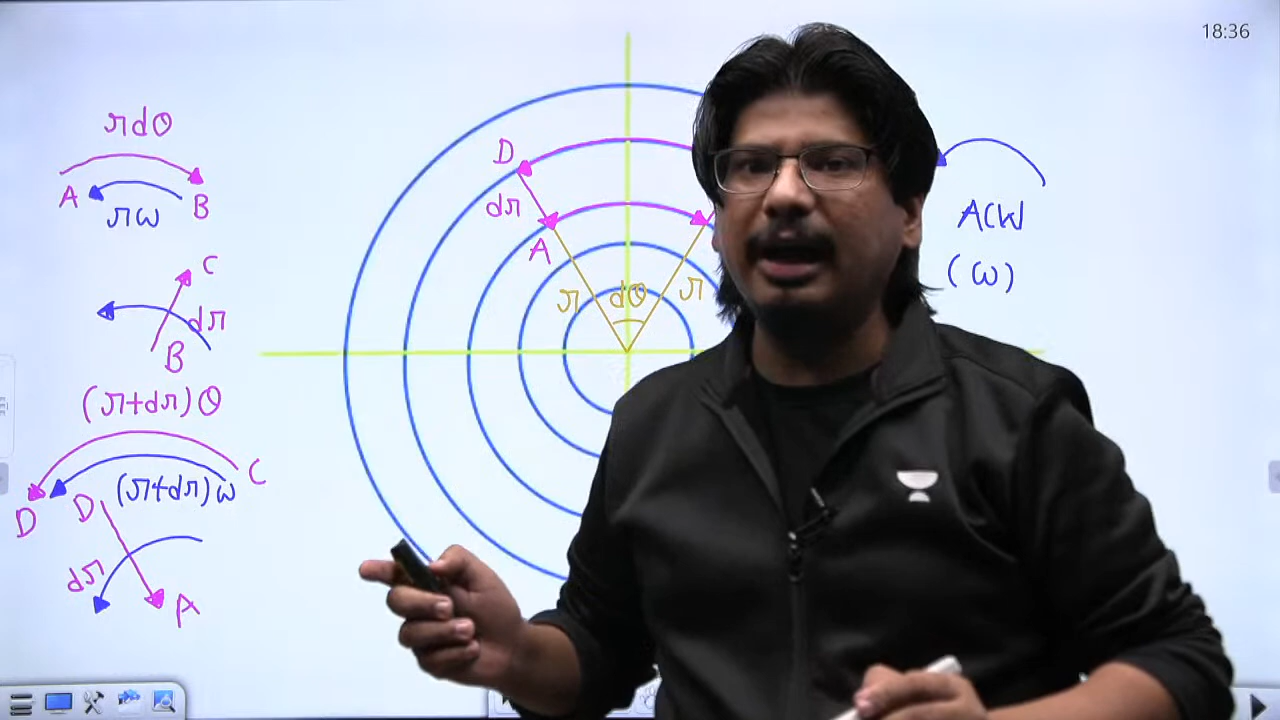 18:36
rdθ
A
rω
B
C
dr
B
(r+dr)θ
C
(r+dr)ω
D
D
dr
A
D
dr
A
r
dθ
r
ACW
(ω)